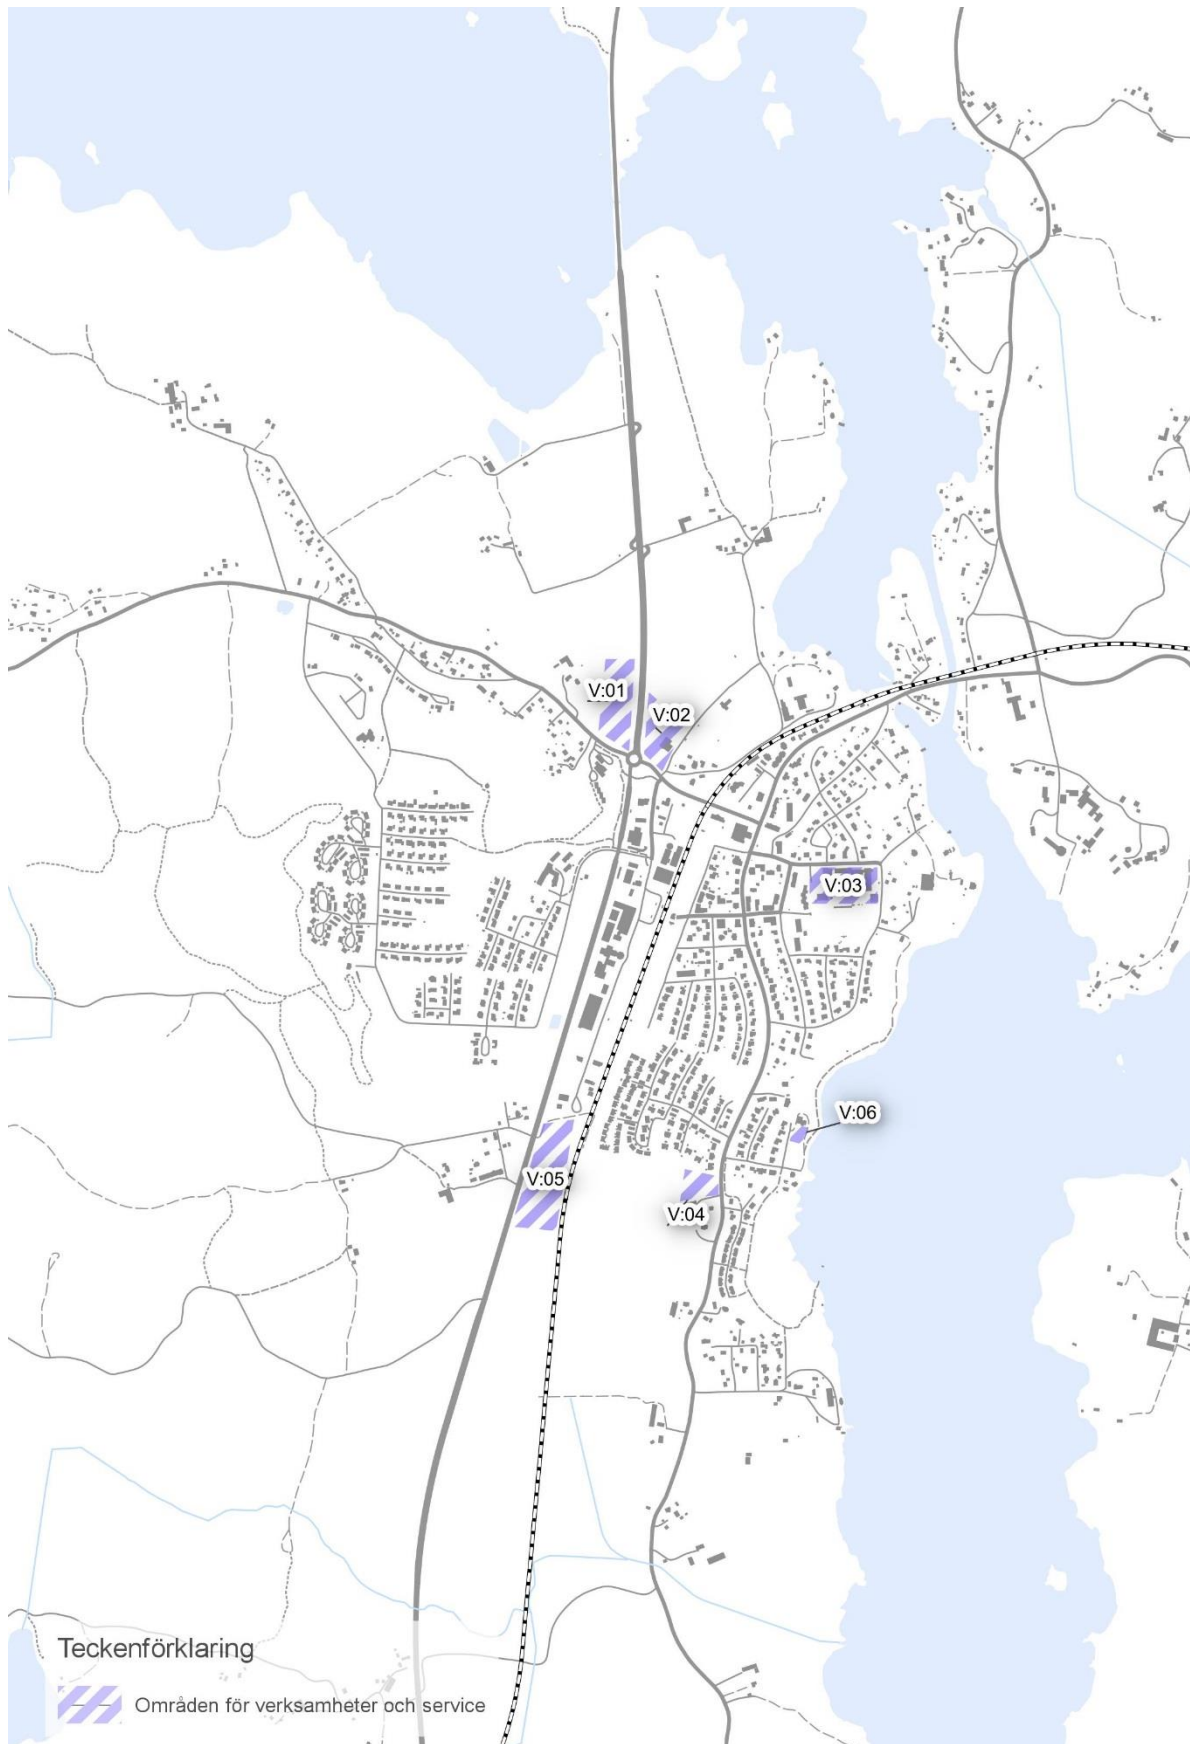 V:01
V:02
V:03
V:06
V:05
V:04
Teckenförklaring
Områden för verksamheter och service